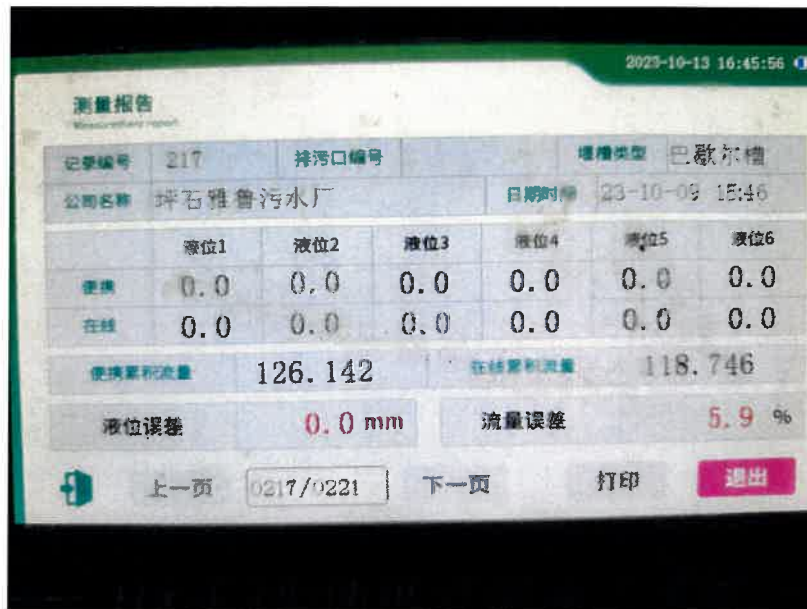 2023-10-13 16:45:56
测量报告
Measurement report
记录编号 217 排污口编号 堰槽类型 巴歇尔槽
公司名称 坪石雅鲁污水厂 日期时间 23-10-09 15:46
液位1 液位2 液位3 液位4 液位5 液位6
便携 0.0 0.0 0.0 0.0 0.0 0.0
在线 0.0 0.0 0.0 0.0 0.0 0.0
便携累积流量 126.142 在线累积流量 118.746
液位误差 0.0 mm 流量误差 5.9 %
上一页 0217/0221 下一页 打印 退出